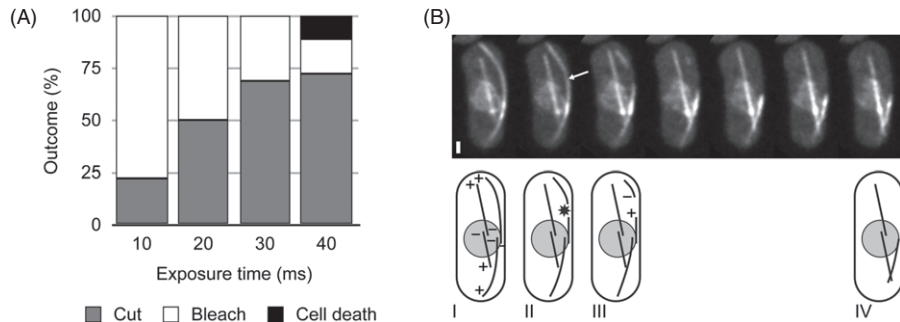 (A)
100
75
50
25
0
Outcome (%)
10 20 30 40
Exposure time (ms)
Cut Bleach Cell death
(B)
+ + - - - - + +
- +
I II III IV